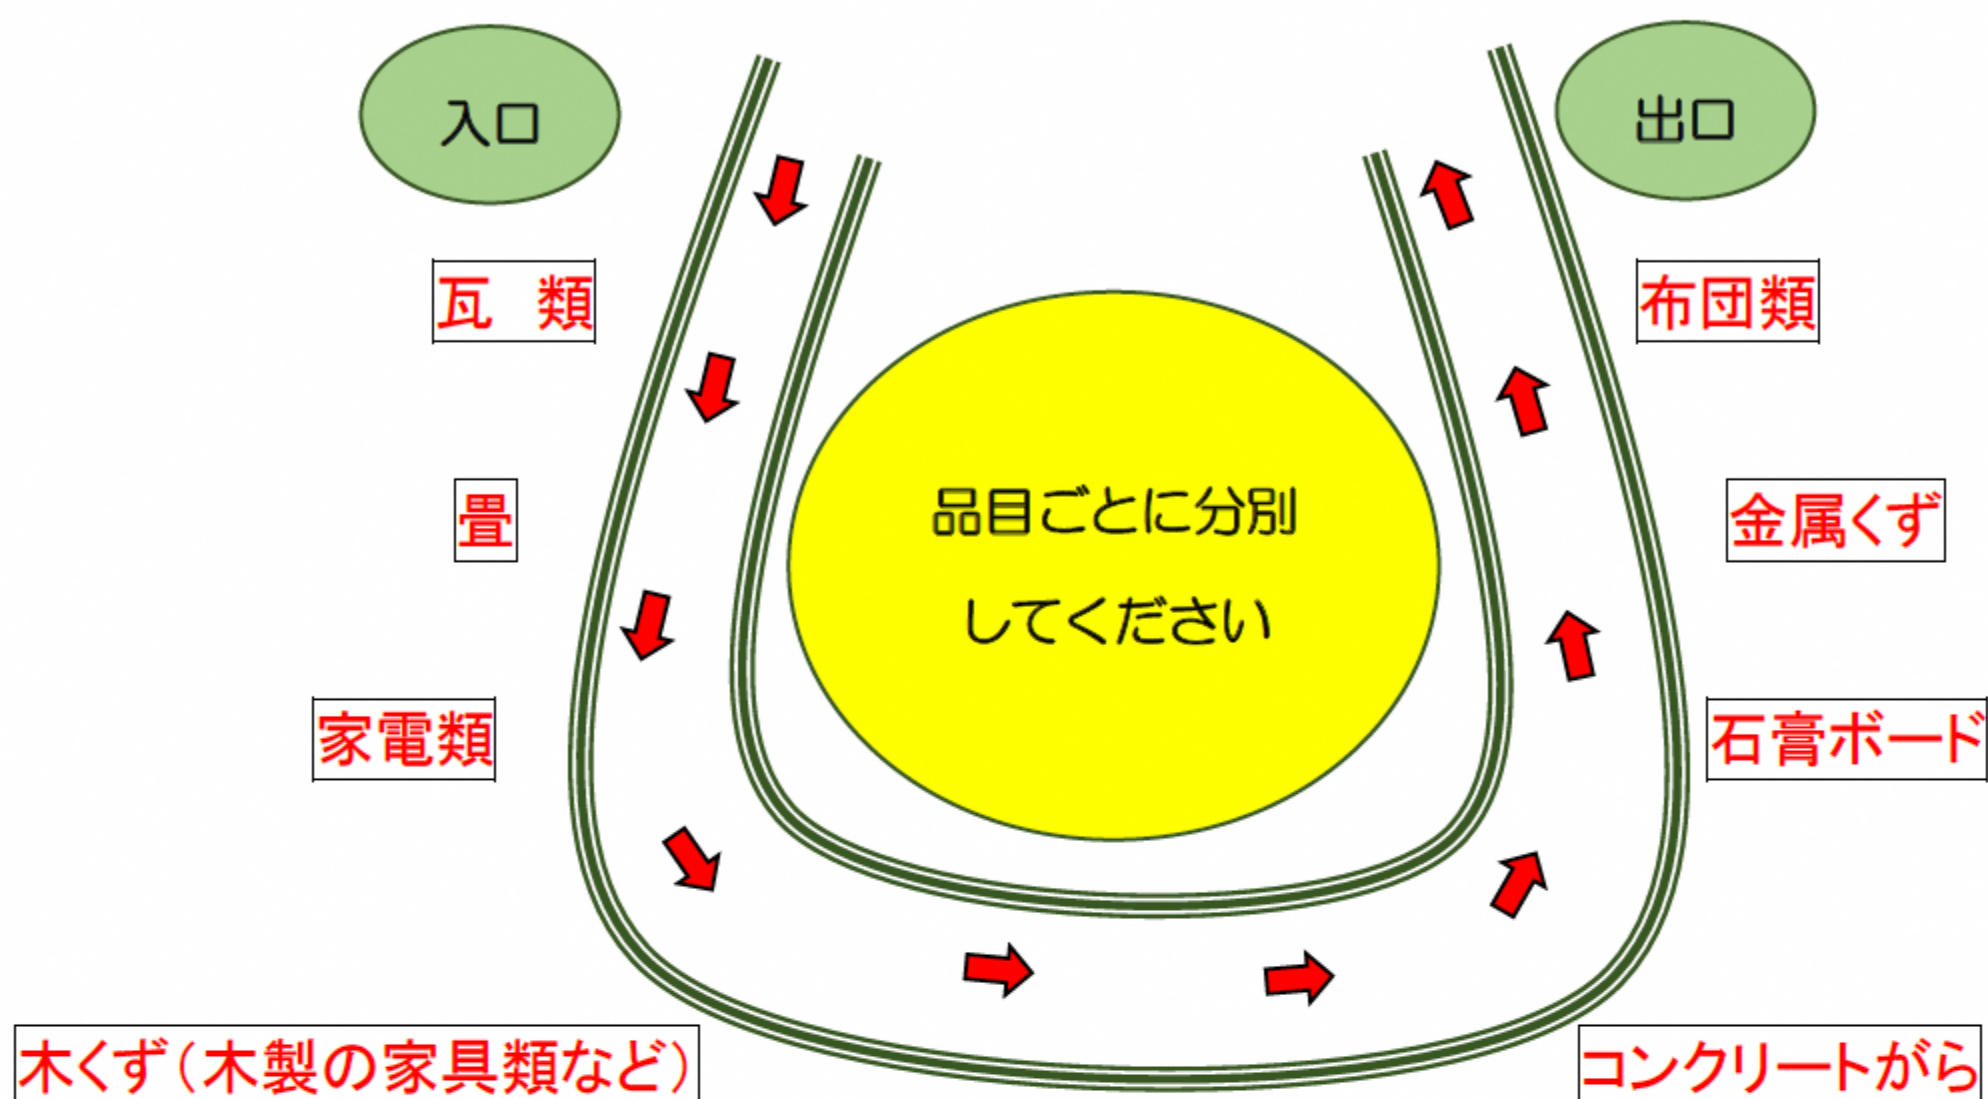 入口
出口
瓦　類
布団類
品目ごとに分別
してください
畳
金属くず
家電類
石膏ボード
木くず（木製の家具類など）
コンクリートがら